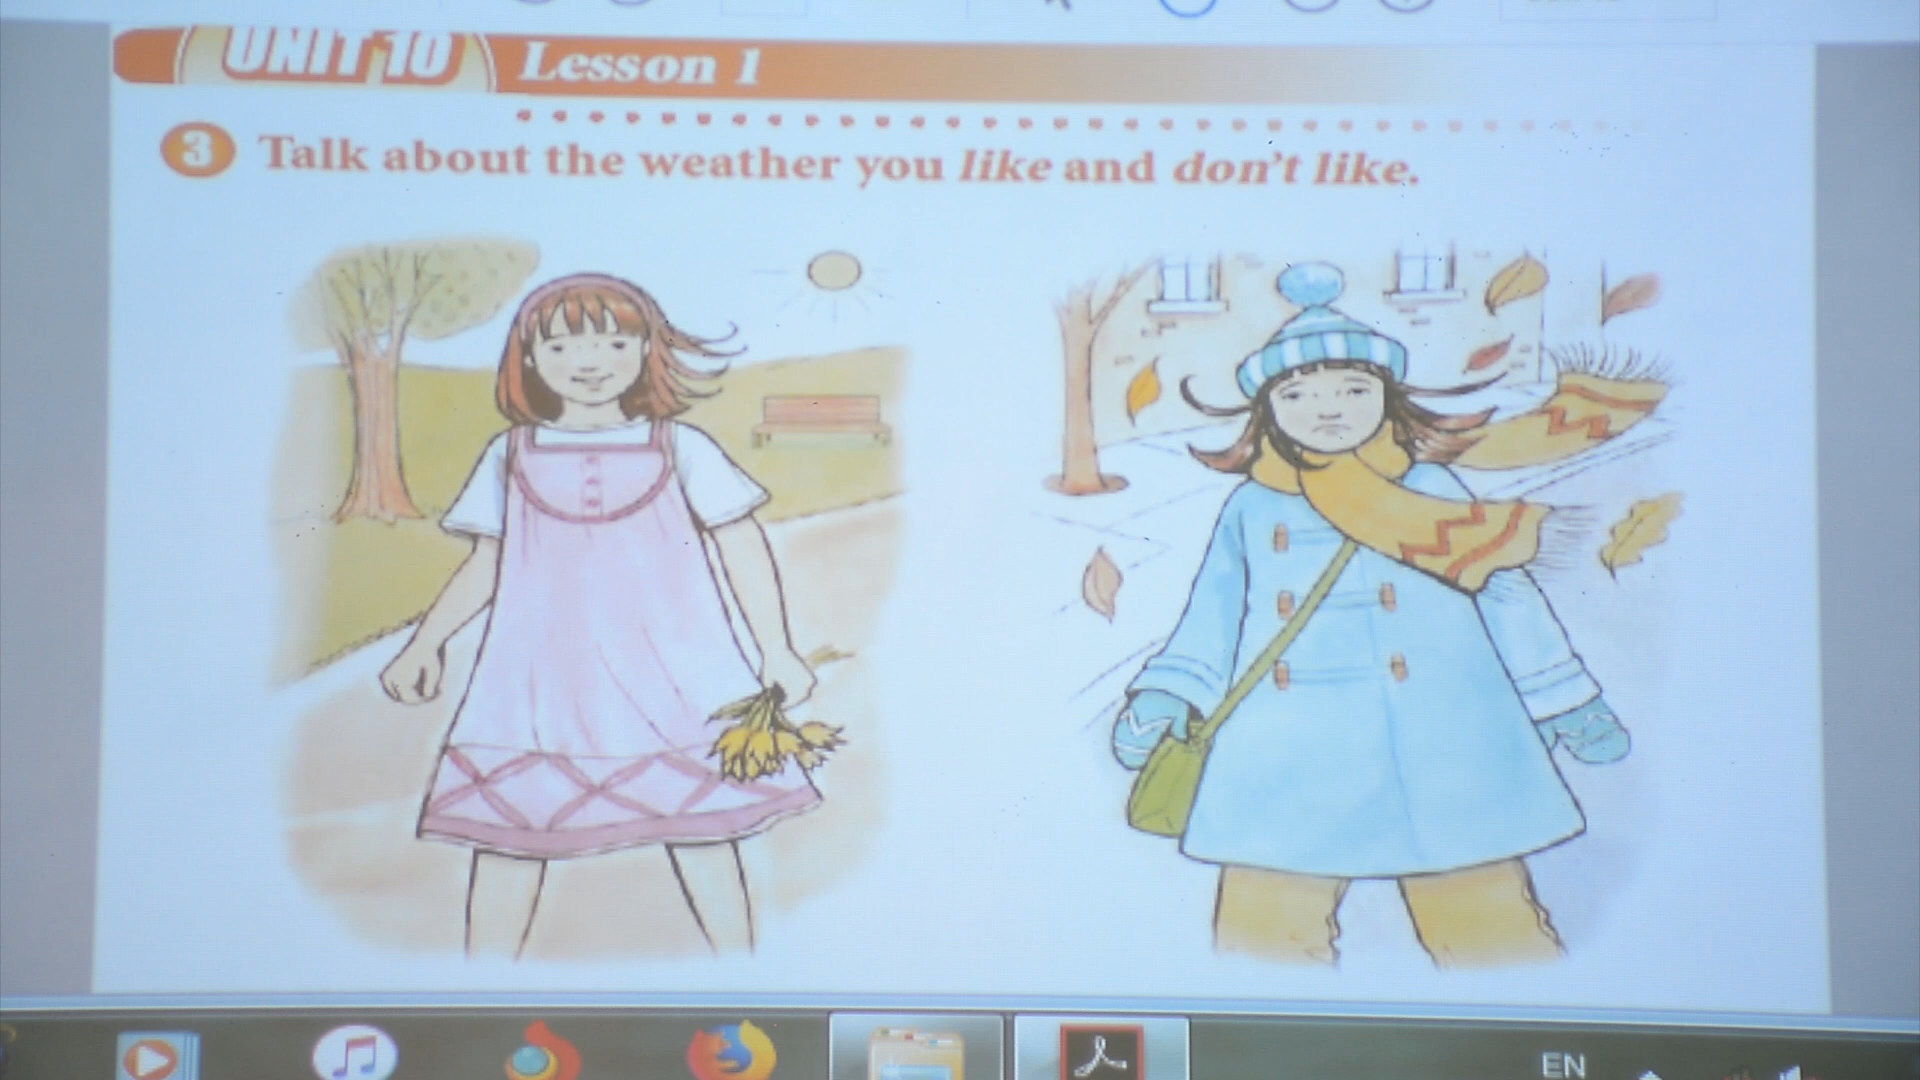 UNIT 10 Lesson 1
3 Talk about the weather you like and don't like.
EN